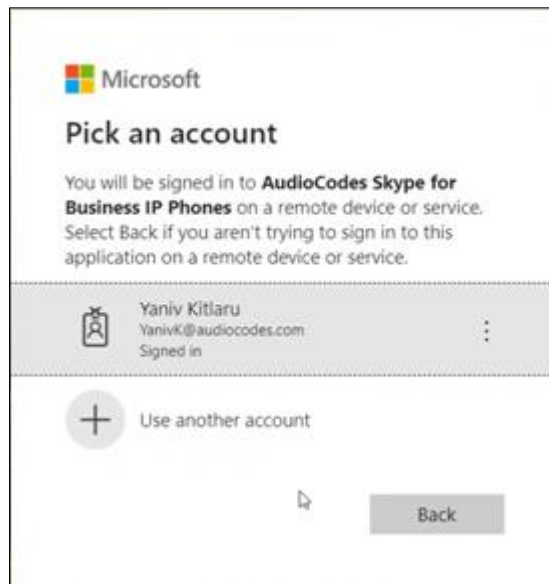 Microsoft
Pick an account
You will be signed in to AudioCodes Skype for
Business IP Phones on a remote device or service.
Select Back if you aren't trying to sign in to this
application on a remote device or service.
Yaniv Kitlaru
YanivK@audiocodes.com
Signed in
Use another account
Back